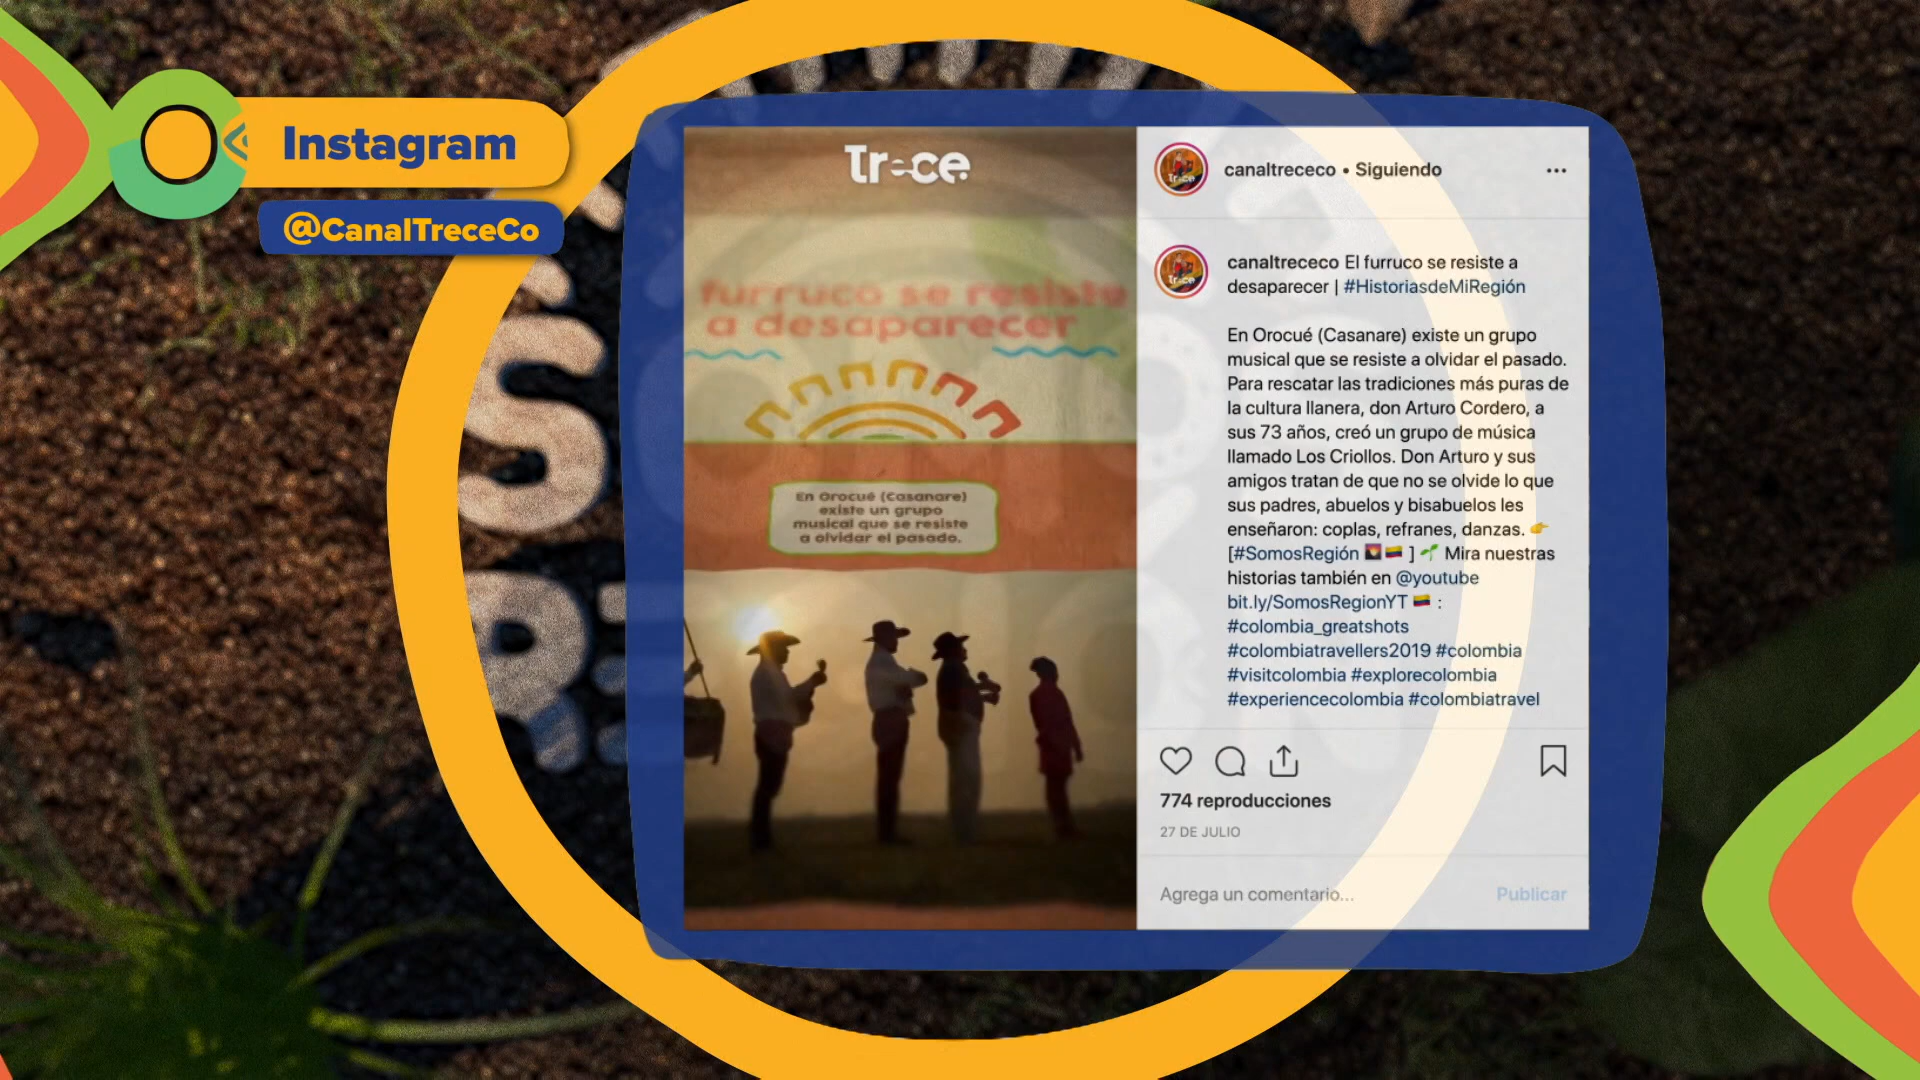 Instagram
@CanalTreceCo
Trece
furruco se resiste
a desaparecer
En Orocué (Casanare)
existe un grupo
musical que se resiste
a olvidar el pasado.
canaltrececo • Siguiendo
canaltrececo El furruco se resiste a
desaparecer | #HistoriasdeMiRegión
En Orocué (Casanare) existe un grupo
musical que se resiste a olvidar el pasado.
Para rescatar las tradiciones más puras de
la cultura llanera, don Arturo Cordero, a
sus 73 años, creó un grupo de música
llamado Los Criollos. Don Arturo y sus
amigos tratan de que no se olvide lo que
sus padres, abuelos y bisabuelos les
enseñaron: coplas, refranes, danzas. 👉
[#SomosRegión 🌄🇨🇴 ] 🌱 Mira nuestras
historias también en @youtube
bit.ly/SomosRegionYT 🇨🇴 :
#colombia_greatshots
#colombiatravellers2019 #colombia
#visitcolombia #explorecolombia
#experiencecolombia #colombiatravel
774 reproducciones
27 DE JULIO
Agrega un comentario... Publicar